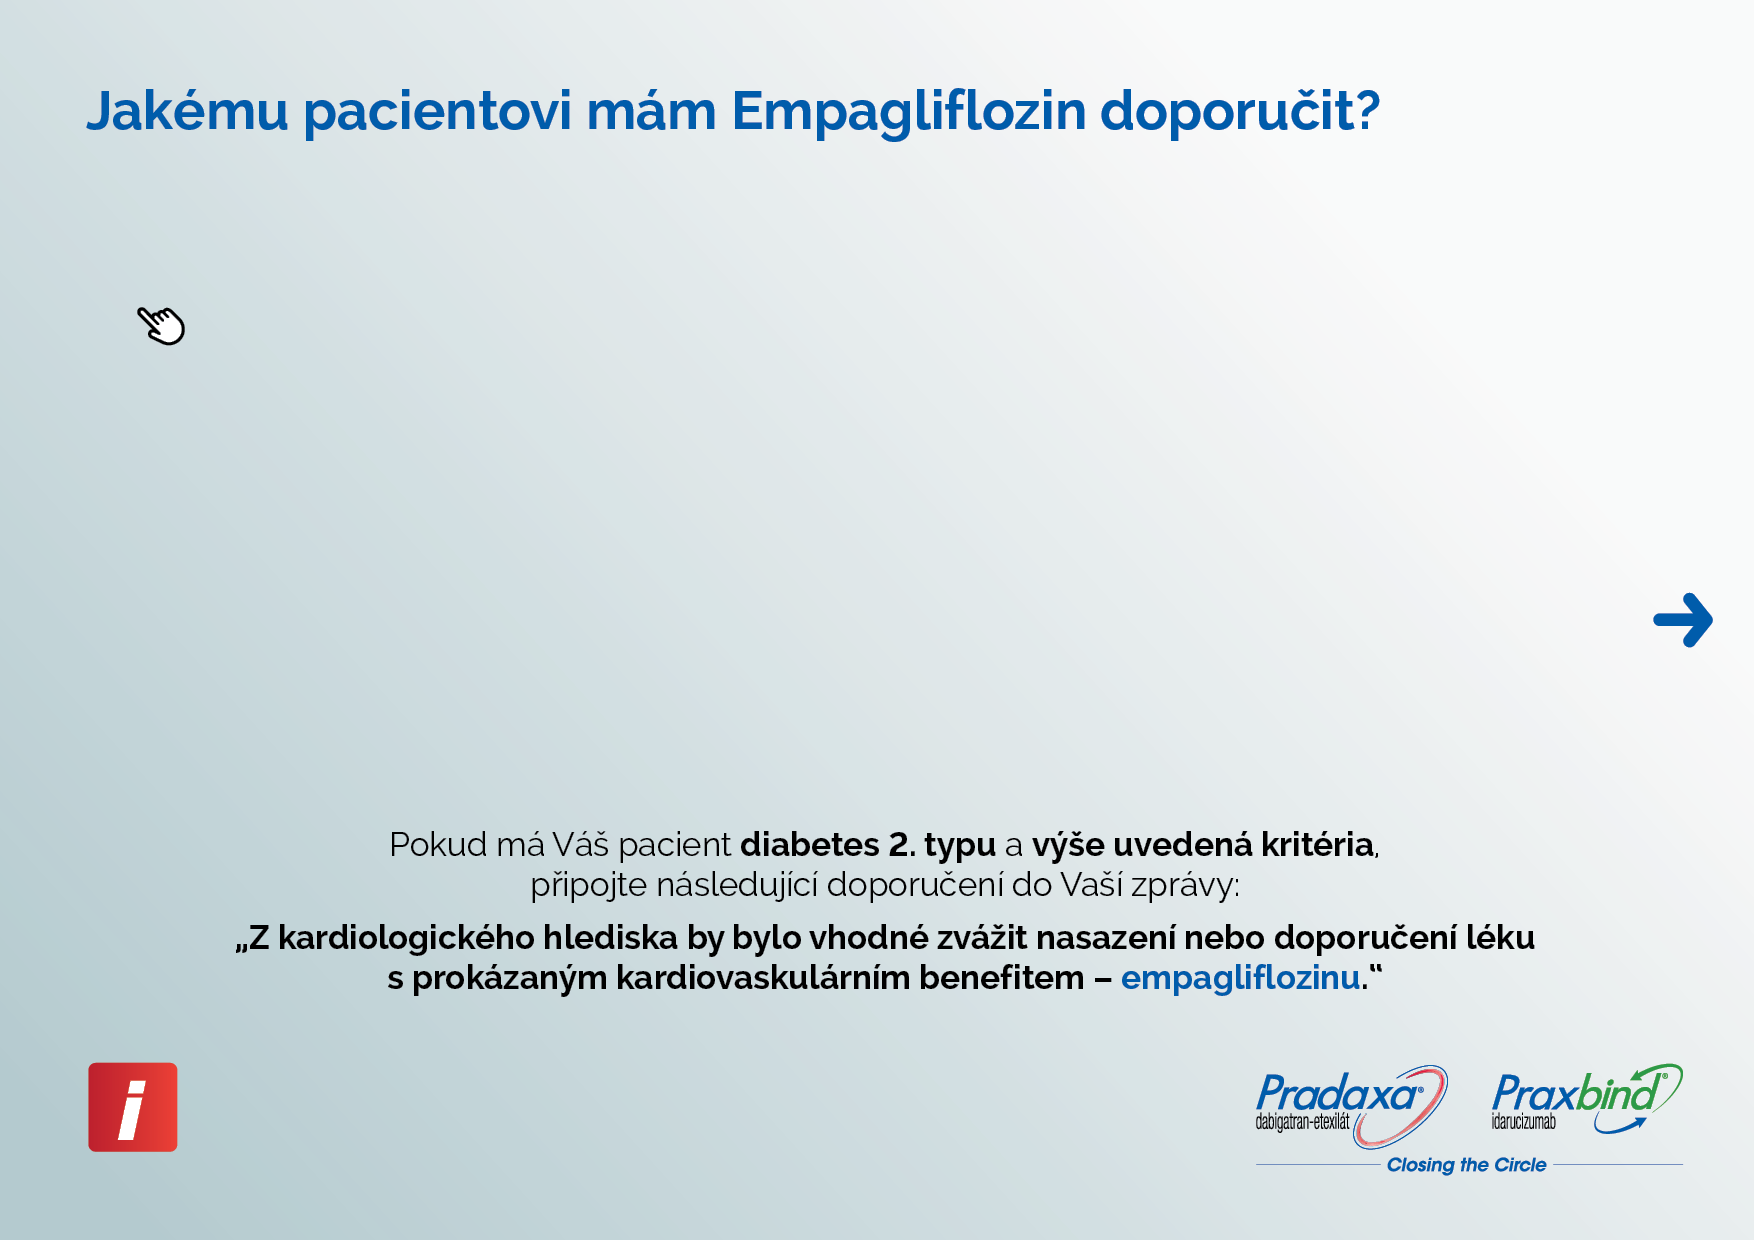 Jakému pacientovi mám Empagliflozin doporučit?
Pokud má Váš pacient diabetes 2. typu a výše uvedená kritéria,
připojte následující doporučení do Vaší zprávy:
„Z kardiologického hlediska by bylo vhodné zvážit nasazení nebo doporučení léku
s prokázaným kardiovaskulárním benefitem – empagliflozinu.‟
i
Pradaxa®
dabigatran-etexilát
Praxbind®
idarucizumab
Closing the Circle